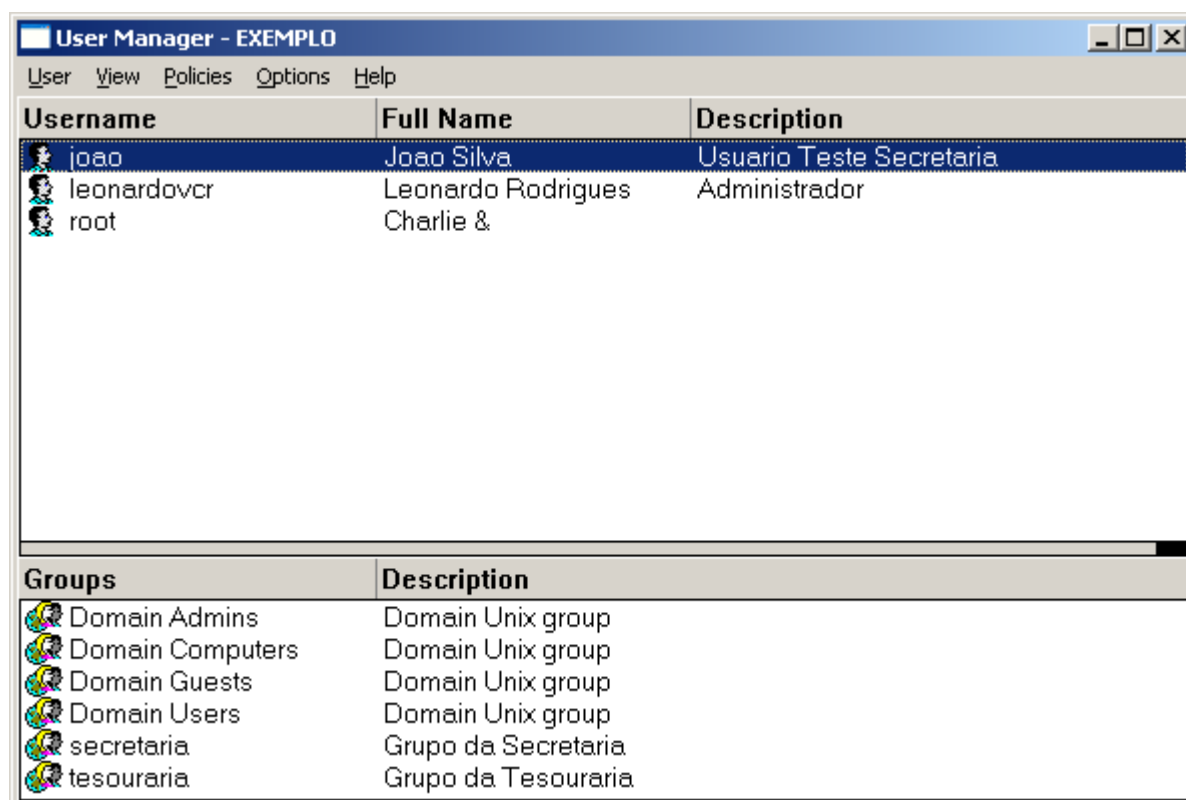 User Manager - EXEMPLO
User View Policies Options Help
Username Full Name Description
joao Joao Silva Usuario Teste Secretaria
leonardovcr Leonardo Rodrigues Administrador
root Charlie &
Groups Description
Domain Admins Domain Unix group
Domain Computers Domain Unix group
Domain Guests Domain Unix group
Domain Users Domain Unix group
secretaria Grupo da Secretaria
tesouraria Grupo da Tesouraria